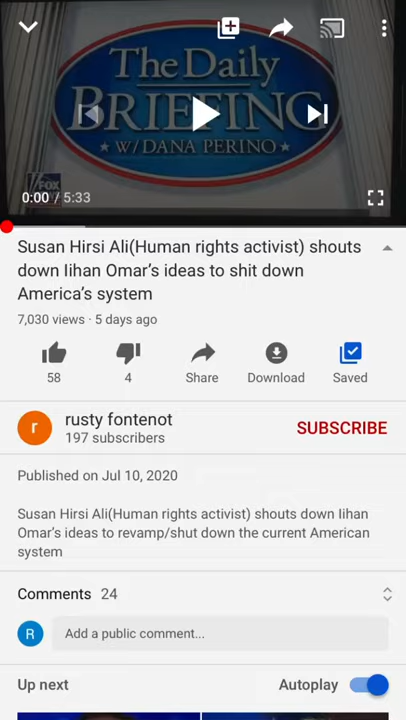 The Daily
BRIEFING
W/ DANA PERINO
FOX
0:00 / 5:33
Susan Hirsi Ali(Human rights activist) shouts
down Iihan Omar's ideas to shit down
America's system
7,030 views · 5 days ago
58
4
Share
Download
Saved
r
rusty fontenot
197 subscribers
SUBSCRIBE
Published on Jul 10, 2020
Susan Hirsi Ali(Human rights activist) shouts down Iihan
Omar's ideas to revamp/shut down the current American
system
Comments 24
R
Add a public comment...
Up next
Autoplay